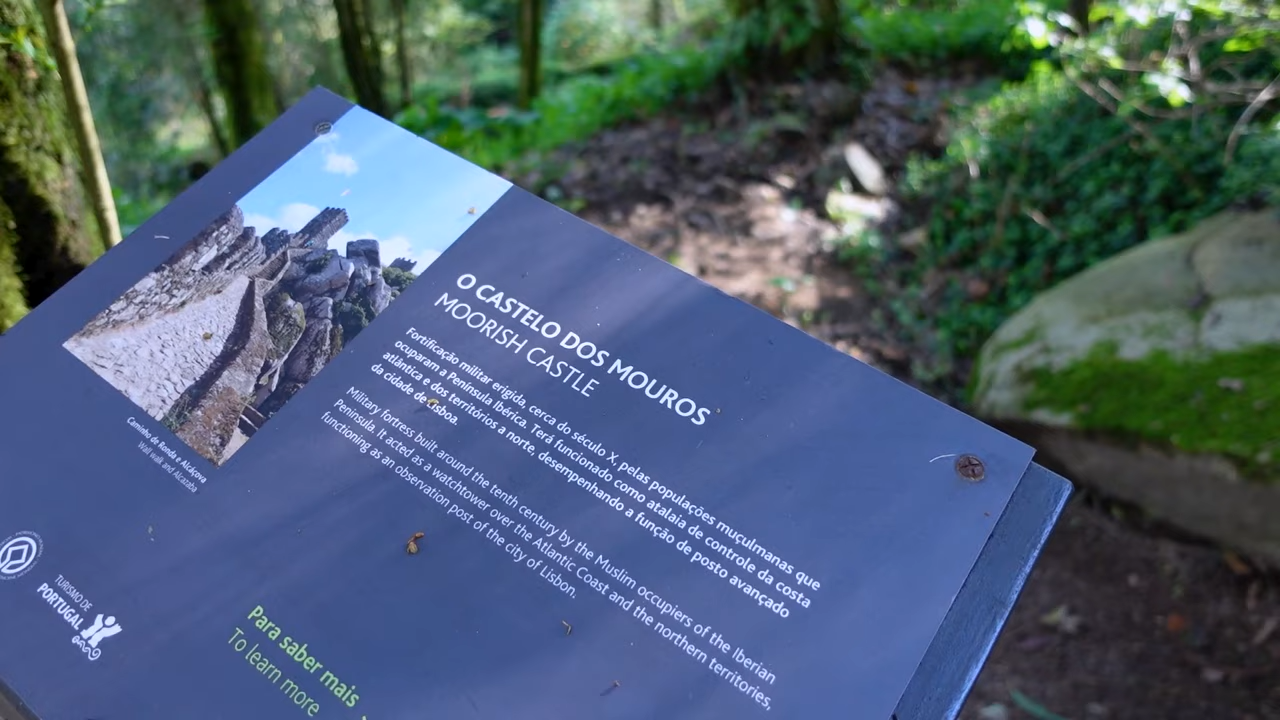 O CASTELO DOS MOUROS
MOORISH CASTLE
Fortificação militar erigida, cerca do século X, pelas populações muçulmanas que
ocuparam a Península Ibérica. Terá funcionado como atalaia de controle da costa
atlântica e dos territórios a norte, desempenhando a função de posto avançado
da cidade de Lisboa.
Military fortress built around the tenth century by the Muslim occupiers of the Iberian
Peninsula. It acted as a watchtower over the Atlantic Coast and the northern territories,
functioning as an observation post of the city of Lisbon.
Caminho de Ronda e Alcáçova
Wall walk and Alcazaba
TURISMO DE
PORTUGAL
Para saber mais
To learn more